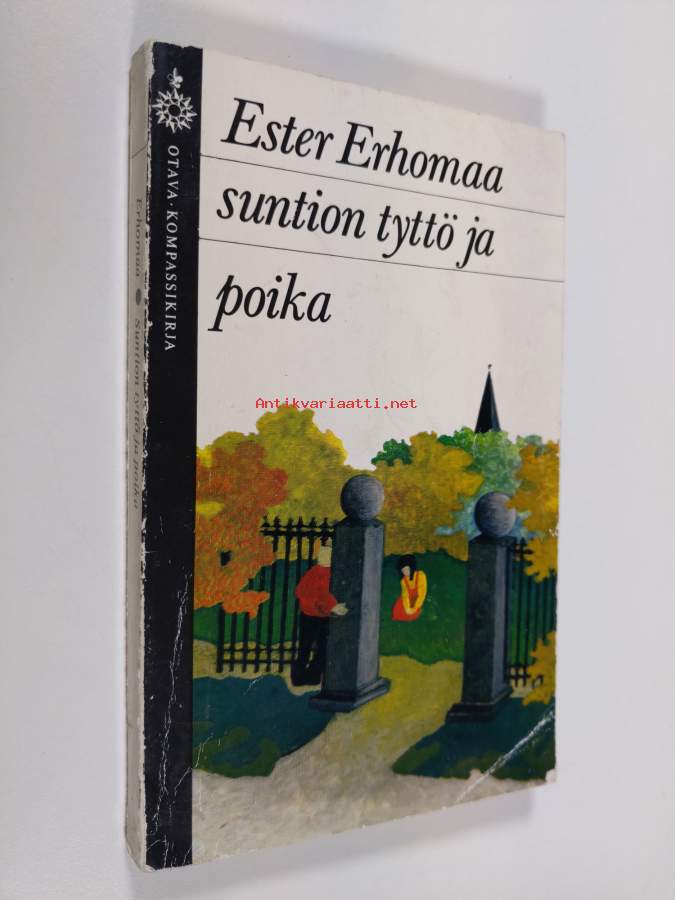 Ester Erhomaa
suntion tyttö ja
poika
OTAVA · KOMPASSIKIRJA
Erhomaa ● Suntion tyttö ja poika
Antikvariaatti.net